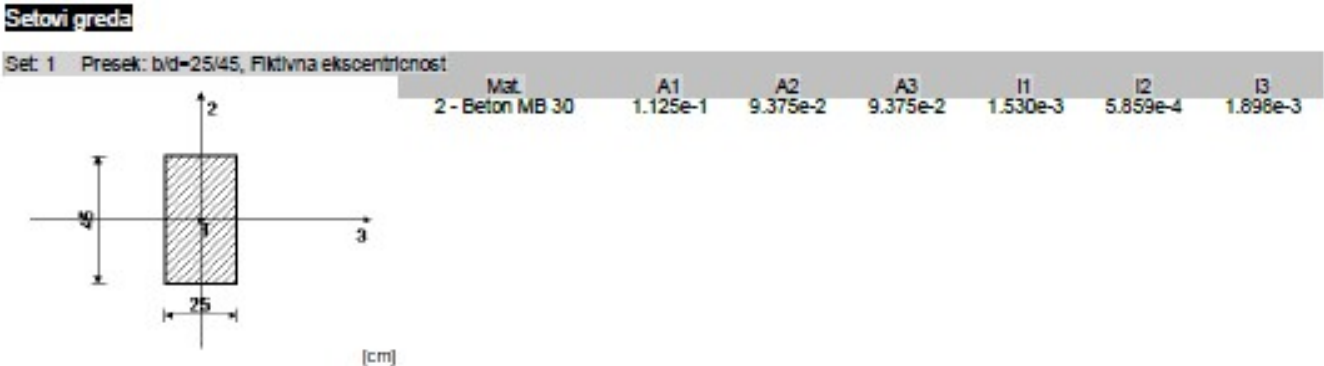 Setovi greda
Set: 1 Presek: b/d=25/45, Fiktivna ekscentricnost
Mat. A1 A2 A3 I1 I2 I3
2 - Beton MB 30 1.125e-1 9.375e-2 9.375e-2 1.530e-3 5.859e-4 1.898e-3
2
45
1
3
25
[cm]